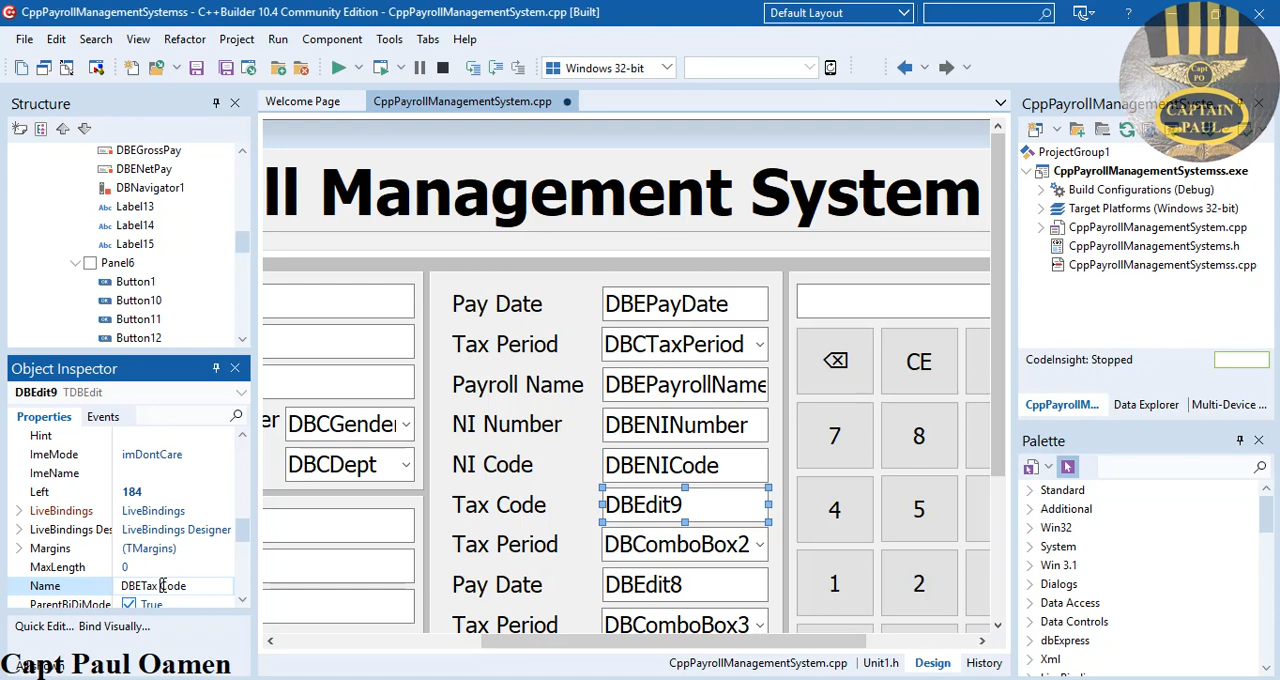 CppPayrollManagementSystemss - C++Builder 10.4 Community Edition - CppPayrollManagementSystem.cpp [Built]
Default Layout
?
File Edit Search View Refactor Project Run Component Tools Tabs Help
Windows 32-bit
Structure
DBEGrossPay
DBENetPay
DBNavigator1
Label13
Label14
Label15
Panel6
Button1
Button10
Button11
Button12
Object Inspector
DBEdit9 TDBEdit
Properties Events
Hint
ImeMode imDontCare
ImeName
Left 184
LiveBindings LiveBindings
LiveBindings Des LiveBindings Designer
Margins (TMargins)
MaxLength 0
Name DBETax Code
ParentBiDiMode True
Quick Edit... Bind Visually...
Capt Paul Oamen
Welcome Page CppPayrollManagementSystem.cpp
ll Management System
DBCGender
DBCDept
Pay Date DBEPayDate
Tax Period DBCTaxPeriod
Payroll Name DBEPayrollName
NI Number DBENINumber
NI Code DBENICode
Tax Code DBEdit9
Tax Period DBComboBox2
Pay Date DBEdit8
Tax Period DBComboBox3
CE
7 8
4 5
1 2
CppPayrollManagementSystem.cpp Unit1.h Design History
CppPayrollManagementSyste
Capt
PO
CAPTAIN
PAUL
ProjectGroup1
CppPayrollManagementSystemss.exe
Build Configurations (Debug)
Target Platforms (Windows 32-bit)
CppPayrollManagementSystem.cpp
CppPayrollManagementSystems.h
CppPayrollManagementSystemss.cpp
CodeInsight: Stopped
CppPayrollM... Data Explorer Multi-Device ...
Palette
Standard
Additional
Win32
System
Win 3.1
Dialogs
Data Access
Data Controls
dbExpress
Xml